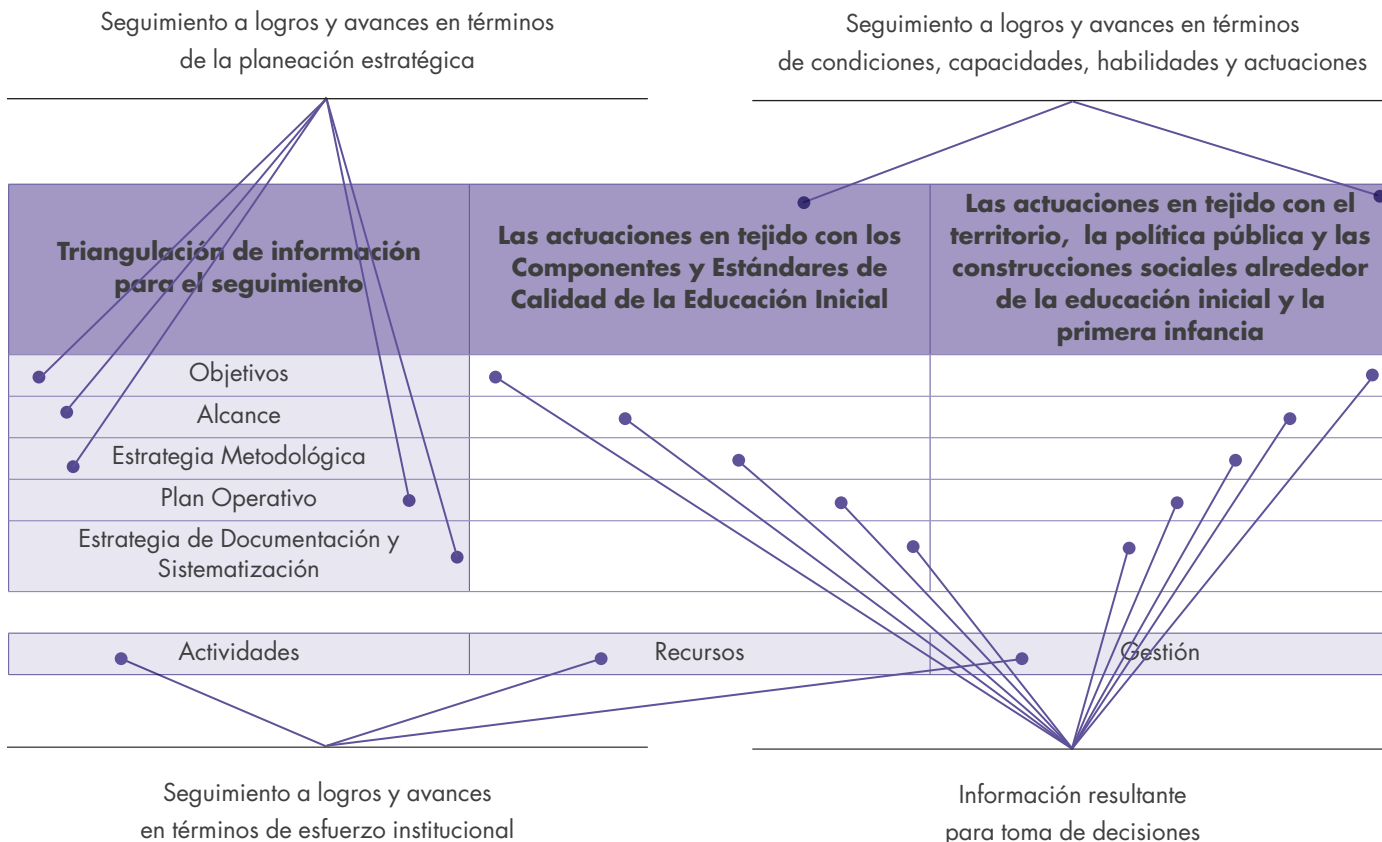 Seguimiento a logros y avances en términos
de la planeación estratégica
Seguimiento a logros y avances en términos
de condiciones, capacidades, habilidades y actuaciones
Triangulación de información
para el seguimiento
Las actuaciones en tejido con los
Componentes y Estándares de
Calidad de la Educación Inicial
Las actuaciones en tejido con el
territorio, la política pública y las
construcciones sociales alrededor
de la educación inicial y la
primera infancia
Objetivos
Alcance
Estrategia Metodológica
Plan Operativo
Estrategia de Documentación y
Sistematización
Actividades
Recursos
Gestión
Seguimiento a logros y avances
en términos de esfuerzo institucional
Información resultante
para toma de decisiones